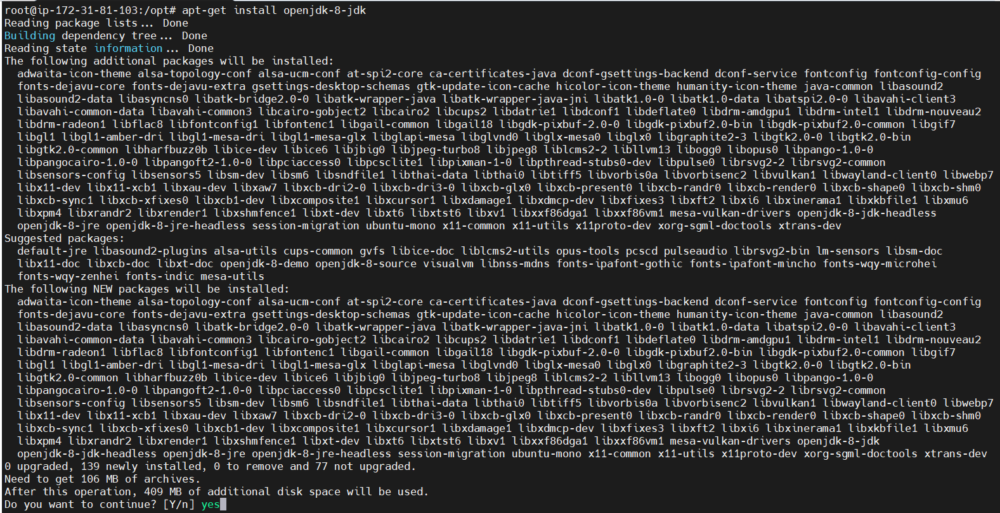 root@ip-172-31-81-103:/opt# apt-get install openjdk-8-jdk
Reading package lists... Done
Building dependency tree... Done
Reading state information... Done
The following additional packages will be installed:
  adwaita-icon-theme alsa-topology-conf alsa-ucm-conf at-spi2-core ca-certificates-java dconf-gsettings-backend dconf-service fontconfig fontconfig-config
  fonts-dejavu-core fonts-dejavu-extra gsettings-desktop-schemas gtk-update-icon-cache hicolor-icon-theme humanity-icon-theme java-common libasound2
  libasound2-data libasyncns0 libatk-bridge2.0-0 libatk-wrapper-java libatk-wrapper-java-jni libatk1.0-0 libatk1.0-data libatspi2.0-0 libavahi-client3
  libavahi-common-data libavahi-common3 libcairo-gobject2 libcairo2 libcups2 libdatrie1 libdconf1 libdeflate0 libdrm-amdgpu1 libdrm-intel1 libdrm-nouveau2
  libdrm-radeon1 libflac8 libfontconfig1 libfontenc1 libgail-common libgail18 libgdk-pixbuf-2.0-0 libgdk-pixbuf2.0-bin libgdk-pixbuf2.0-common libgif7
  libgl1 libgl1-amber-dri libgl1-mesa-dri libgl1-mesa-glx libglapi-mesa libglvnd0 libglx-mesa0 libglx0 libgraphite2-3 libgtk2.0-0 libgtk2.0-bin
  libgtk2.0-common libharfbuzz0b libice-dev libice6 libjbig0 libjpeg-turbo8 libjpeg8 liblcms2-2 libllvm13 libogg0 libopus0 libpango-1.0-0
  libpangocairo-1.0-0 libpangoft2-1.0-0 libpciaccess0 libpcsclite1 libpixman-1-0 libpthread-stubs0-dev libpulse0 librsvg2-2 librsvg2-common
  libsensors-config libsensors5 libsm-dev libsm6 libsndfile1 libthai-data libthai0 libtiff5 libvorbis0a libvorbisenc2 libvulkan1 libwayland-client0 libwebp7
  libx11-dev libx11-xcb1 libxau-dev libxaw7 libxcb-dri2-0 libxcb-dri3-0 libxcb-glx0 libxcb-present0 libxcb-randr0 libxcb-render0 libxcb-shape0 libxcb-shm0
  libxcb-sync1 libxcb-xfixes0 libxcb1-dev libxcomposite1 libxcursor1 libxdamage1 libxdmcp-dev libxfixes3 libxft2 libxi6 libxinerama1 libxkbfile1 libxmu6
  libxpm4 libxrandr2 libxrender1 libxshmfence1 libxt-dev libxt6 libxtst6 libxv1 libxxf86dga1 libxxf86vm1 mesa-vulkan-drivers openjdk-8-jdk-headless
  openjdk-8-jre openjdk-8-jre-headless session-migration ubuntu-mono x11-common x11-utils x11proto-dev xorg-sgml-doctools xtrans-dev
Suggested packages:
  default-jre libasound2-plugins alsa-utils cups-common gvfs libice-doc liblcms2-utils opus-tools pcscd pulseaudio librsvg2-bin lm-sensors libsm-doc
  libx11-doc libxcb-doc libxt-doc openjdk-8-demo openjdk-8-source visualvm libnss-mdns fonts-ipafont-gothic fonts-ipafont-mincho fonts-wqy-microhei
  fonts-wqy-zenhei fonts-indic mesa-utils
The following NEW packages will be installed:
  adwaita-icon-theme alsa-topology-conf alsa-ucm-conf at-spi2-core ca-certificates-java dconf-gsettings-backend dconf-service fontconfig fontconfig-config
  fonts-dejavu-core fonts-dejavu-extra gsettings-desktop-schemas gtk-update-icon-cache hicolor-icon-theme humanity-icon-theme java-common libasound2
  libasound2-data libasyncns0 libatk-bridge2.0-0 libatk-wrapper-java libatk-wrapper-java-jni libatk1.0-0 libatk1.0-data libatspi2.0-0 libavahi-client3
  libavahi-common-data libavahi-common3 libcairo-gobject2 libcairo2 libcups2 libdatrie1 libdconf1 libdeflate0 libdrm-amdgpu1 libdrm-intel1 libdrm-nouveau2
  libdrm-radeon1 libflac8 libfontconfig1 libfontenc1 libgail-common libgail18 libgdk-pixbuf-2.0-0 libgdk-pixbuf2.0-bin libgdk-pixbuf2.0-common libgif7
  libgl1 libgl1-amber-dri libgl1-mesa-dri libgl1-mesa-glx libglapi-mesa libglvnd0 libglx-mesa0 libglx0 libgraphite2-3 libgtk2.0-0 libgtk2.0-bin
  libgtk2.0-common libharfbuzz0b libice-dev libice6 libjbig0 libjpeg-turbo8 libjpeg8 liblcms2-2 libllvm13 libogg0 libopus0 libpango-1.0-0
  libpangocairo-1.0-0 libpangoft2-1.0-0 libpciaccess0 libpcsclite1 libpixman-1-0 libpthread-stubs0-dev libpulse0 librsvg2-2 librsvg2-common
  libsensors-config libsensors5 libsm-dev libsm6 libsndfile1 libthai-data libthai0 libtiff5 libvorbis0a libvorbisenc2 libvulkan1 libwayland-client0 libwebp7
  libx11-dev libx11-xcb1 libxau-dev libxaw7 libxcb-dri2-0 libxcb-dri3-0 libxcb-glx0 libxcb-present0 libxcb-randr0 libxcb-render0 libxcb-shape0 libxcb-shm0
  libxcb-sync1 libxcb-xfixes0 libxcb1-dev libxcomposite1 libxcursor1 libxdamage1 libxdmcp-dev libxfixes3 libxft2 libxi6 libxinerama1 libxkbfile1 libxmu6
  libxpm4 libxrandr2 libxrender1 libxshmfence1 libxt-dev libxt6 libxtst6 libxv1 libxxf86dga1 libxxf86vm1 mesa-vulkan-drivers openjdk-8-jdk
  openjdk-8-jdk-headless openjdk-8-jre openjdk-8-jre-headless session-migration ubuntu-mono x11-common x11-utils x11proto-dev xorg-sgml-doctools xtrans-dev
0 upgraded, 139 newly installed, 0 to remove and 77 not upgraded.
Need to get 106 MB of archives.
After this operation, 409 MB of additional disk space will be used.
Do you want to continue? [Y/n] yes